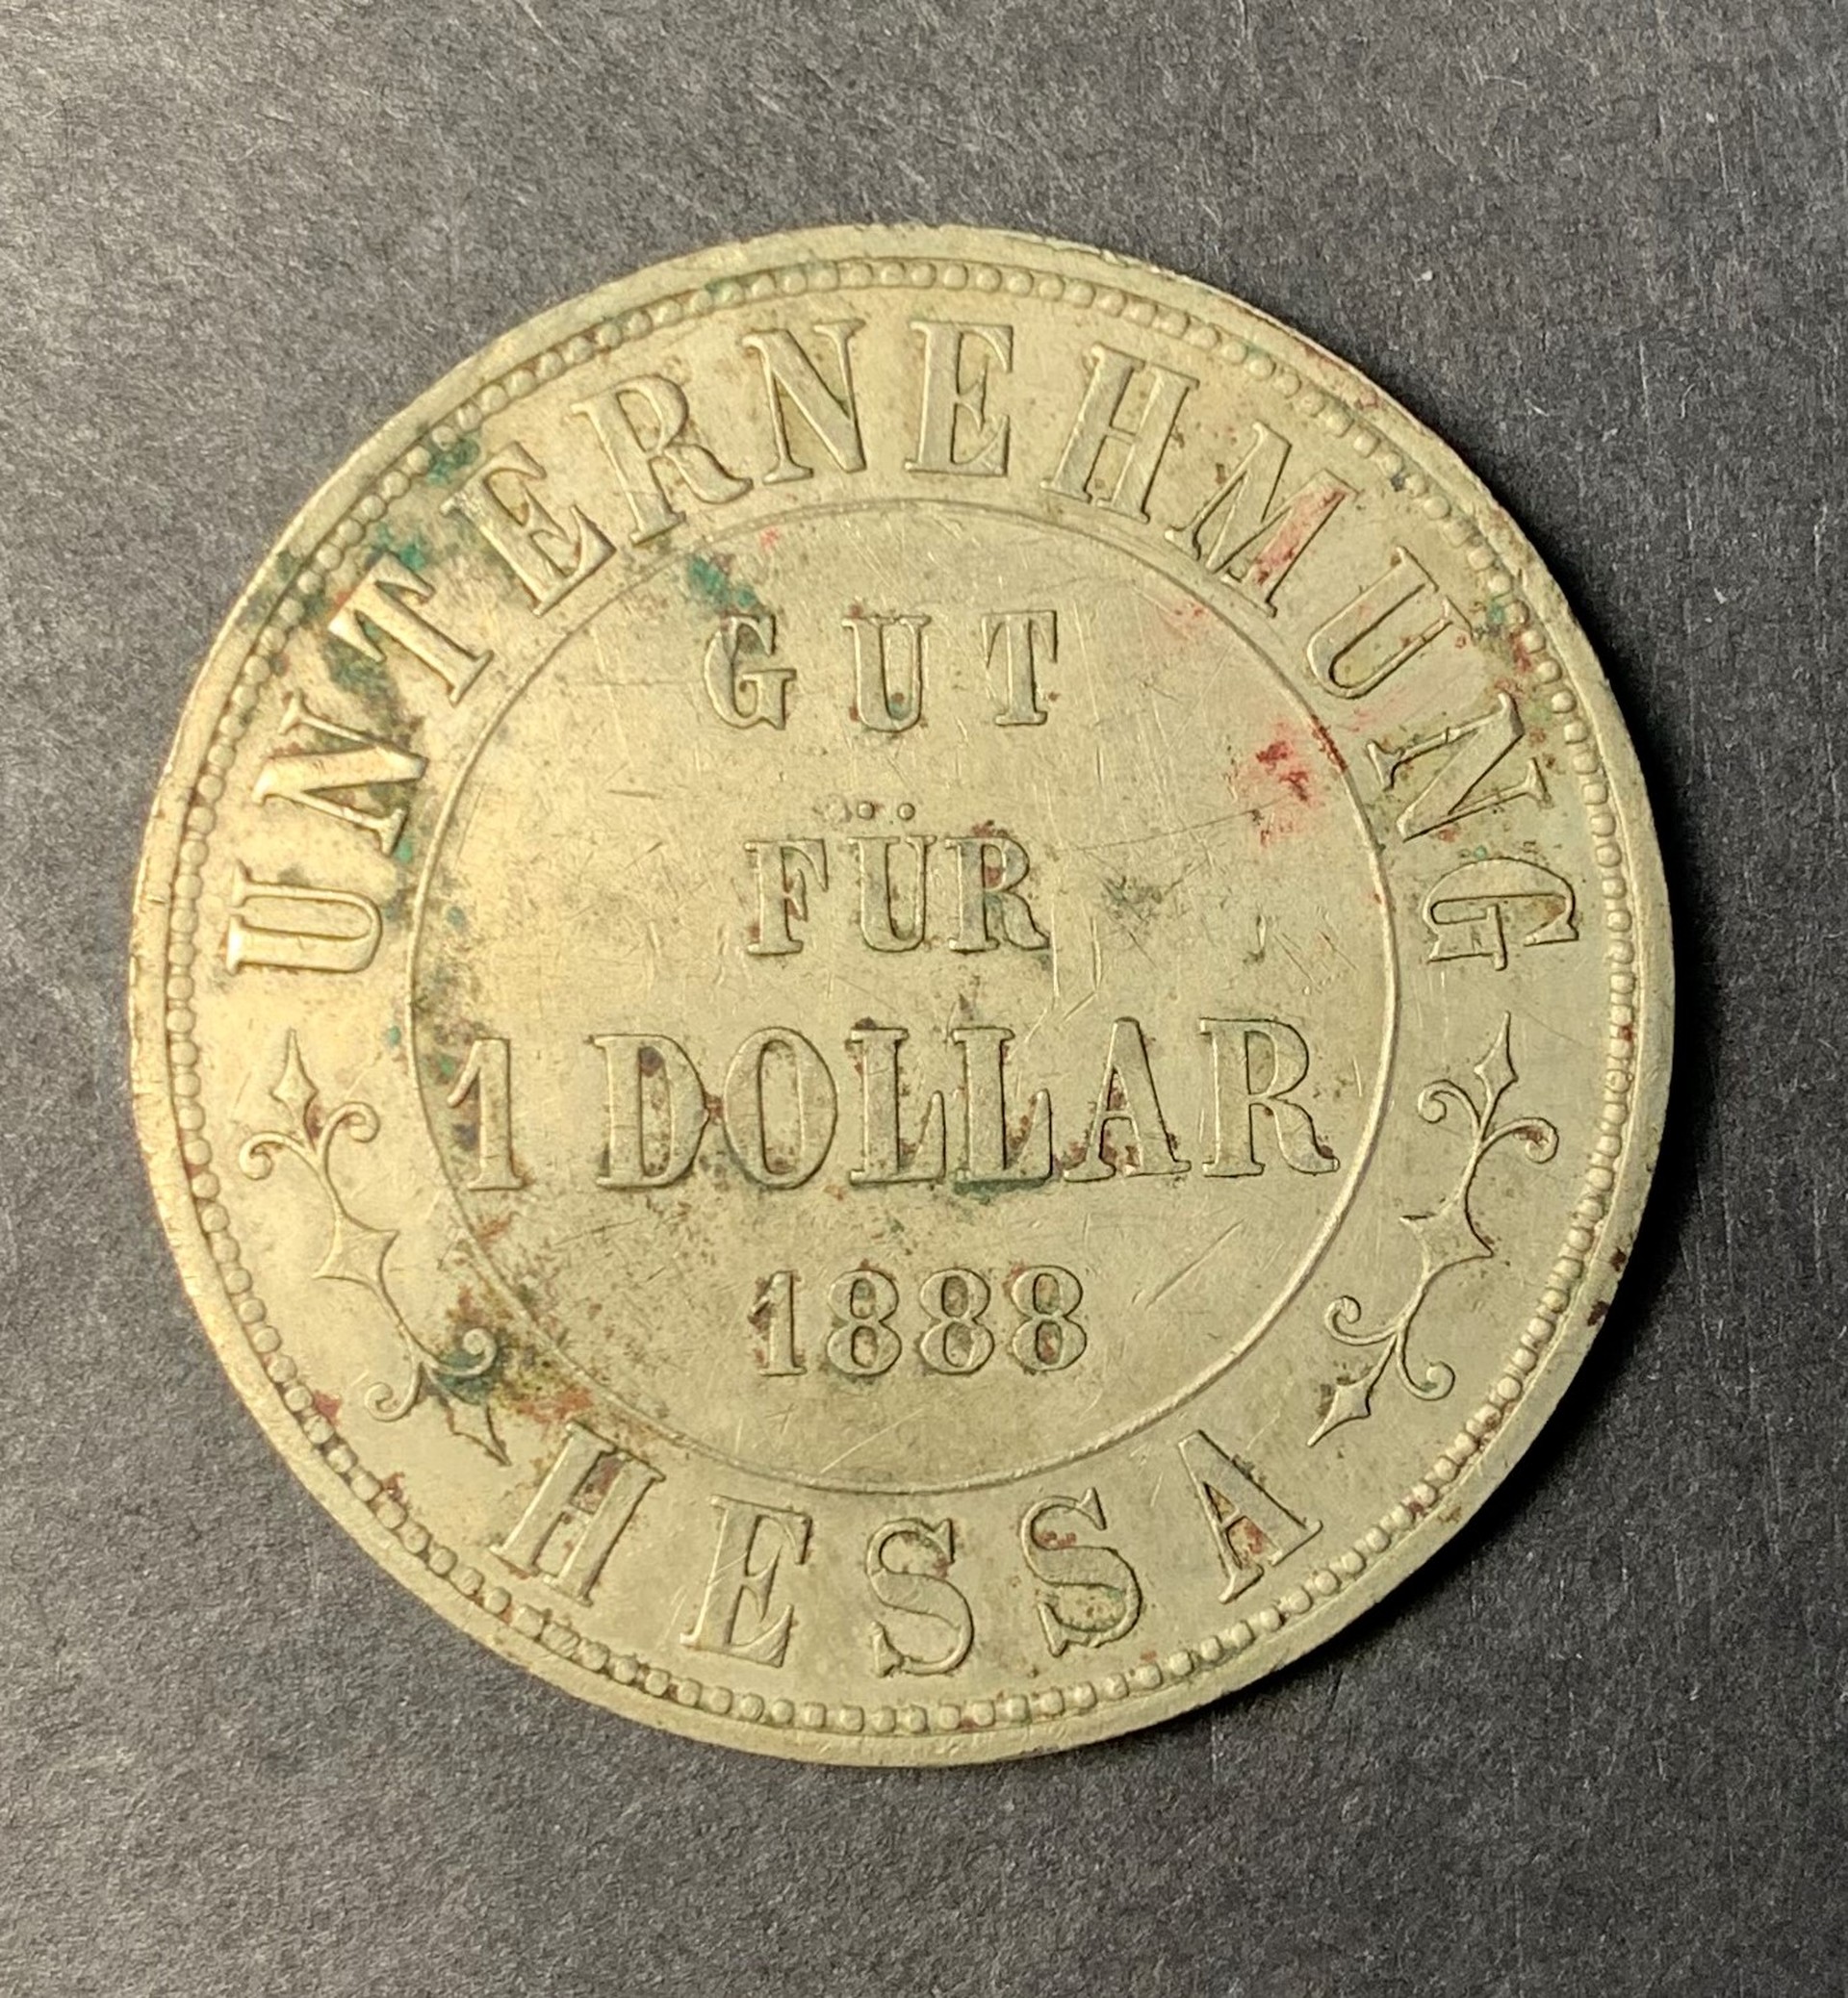 UNTERNEHMUNG
GUT
FÜR
1 DOLLAR
1888
HESSA